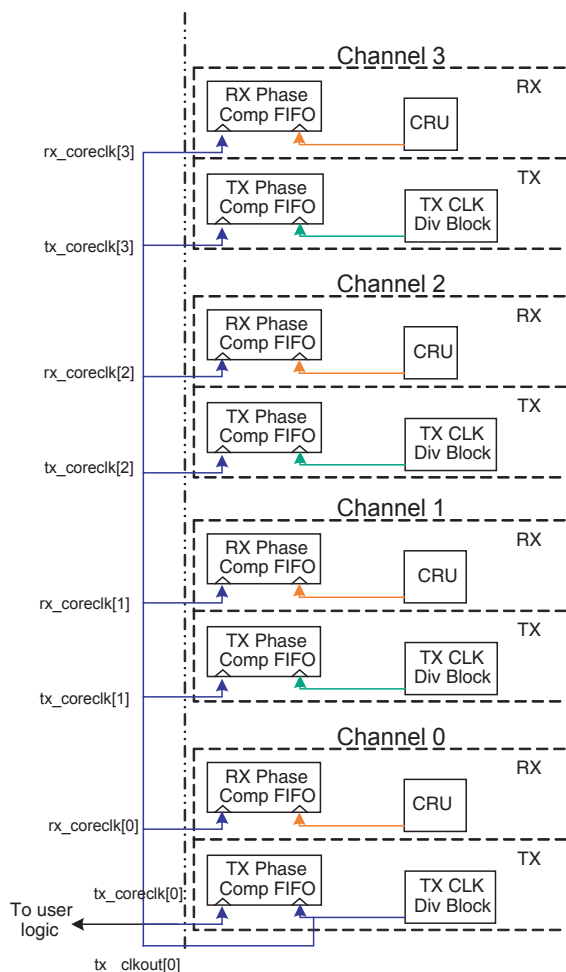 Channel 3
RX
RX Phase
Comp FIFO
CRU
rx_coreclk[3]
TX
TX Phase
Comp FIFO
TX CLK
Div Block
tx_coreclk[3]
Channel 2
RX
RX Phase
Comp FIFO
CRU
rx_coreclk[2]
TX
TX Phase
Comp FIFO
TX CLK
Div Block
tx_coreclk[2]
Channel 1
RX
RX Phase
Comp FIFO
CRU
rx_coreclk[1]
TX
TX Phase
Comp FIFO
TX CLK
Div Block
tx_coreclk[1]
Channel 0
RX
RX Phase
Comp FIFO
CRU
rx_coreclk[0]
TX
TX Phase
Comp FIFO
TX CLK
Div Block
tx_coreclk[0]
To user
logic
tx_clkout[0]